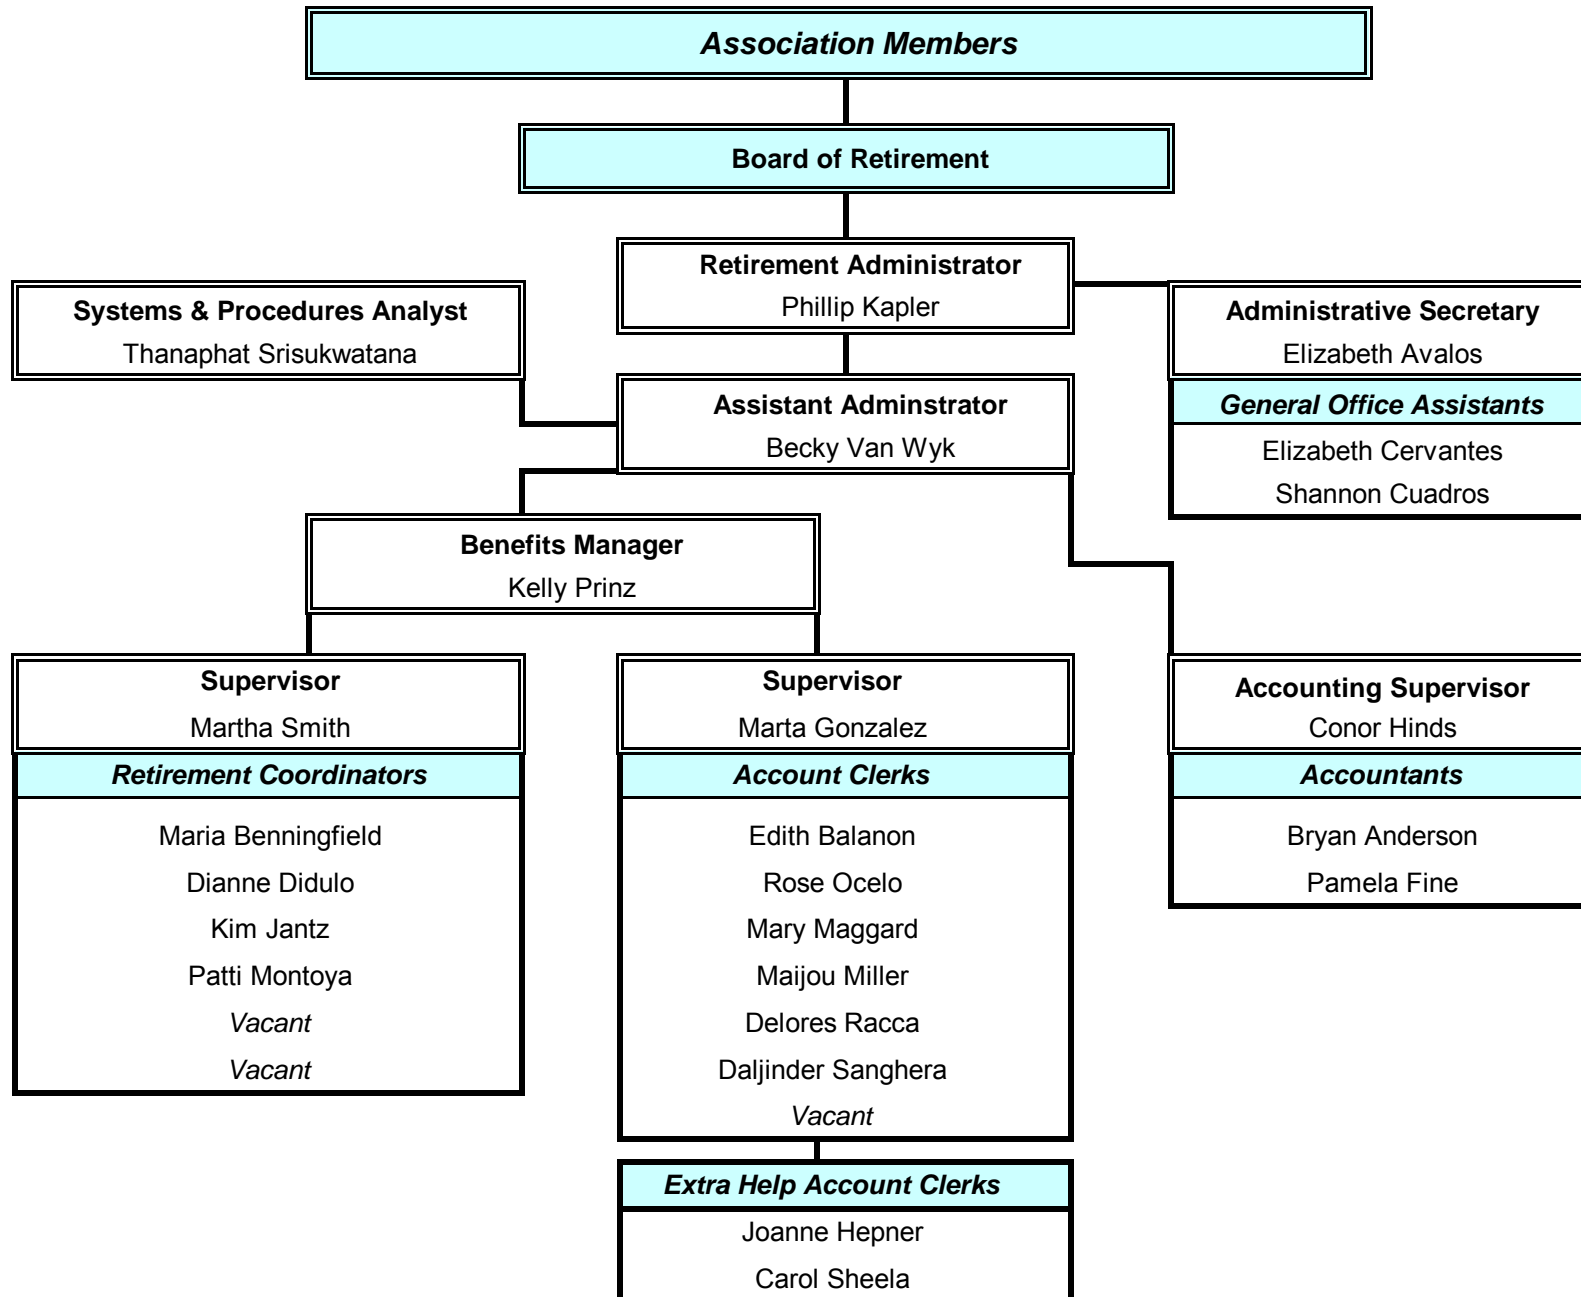 Association Members
Board of Retirement
Retirement Administrator
Phillip Kapler
Systems & Procedures Analyst
Thanaphat Srisukwatana
Administrative Secretary
Elizabeth Avalos
General Office Assistants
Elizabeth Cervantes
Shannon Cuadros
Assistant Adminstrator
Becky Van Wyk
Benefits Manager
Kelly Prinz
Supervisor
Martha Smith
Retirement Coordinators
Maria Benningfield
Dianne Didulo
Kim Jantz
Patti Montoya
Vacant
Vacant
Supervisor
Marta Gonzalez
Account Clerks
Edith Balanon
Rose Ocelo
Mary Maggard
Maijou Miller
Delores Racca
Daljinder Sanghera
Vacant
Extra Help Account Clerks
Joanne Hepner
Carol Sheela
Accounting Supervisor
Conor Hinds
Accountants
Bryan Anderson
Pamela Fine